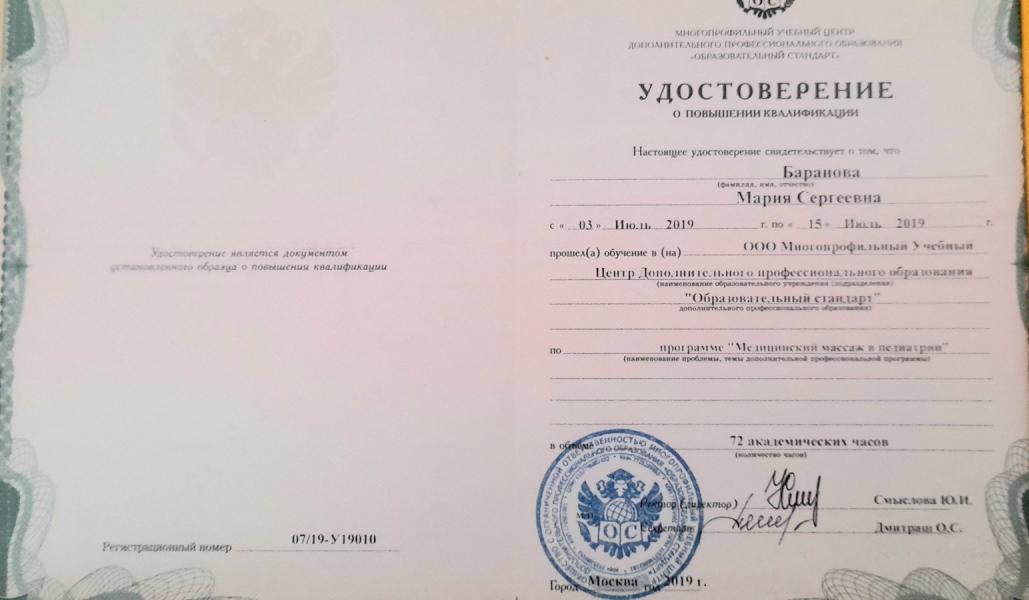 Удостоверение является документом
установленного образца о повышении квалификации
Регистрационный номер 07/19-У19010
ОС
МНОГОПРОФИЛЬНЫЙ УЧЕБНЫЙ ЦЕНТР
ДОПОЛНИТЕЛЬНОГО ПРОФЕССИОНАЛЬНОГО ОБРАЗОВАНИЯ
«ОБРАЗОВАТЕЛЬНЫЙ СТАНДАРТ»
УДОСТОВЕРЕНИЕ
О ПОВЫШЕНИИ КВАЛИФИКАЦИИ
Настоящее удостоверение свидетельствует о том, что
Баранова
(фамилия, имя, отчество)
Мария Сергеевна
с « 03 » Июль 2019 г. по « 15 » Июль 2019 г.
прошел(а) обучение в (на) ООО Многопрофильный Учебный
Центр Дополнительного профессионального образования
(наименование образовательного учреждения (подразделения)
"Образовательный стандарт"
дополнительного профессионального образования)
по программе "Медицинский массаж в педиатрии"
(наименование проблемы, темы дополнительной профессиональной программы)
в объеме 72 академических часов
(количество часов)
Ректор (директор) Смыслова Ю.И.
Секретарь Дмитраш О.С.
ОС
Город Москва год 2019 г.